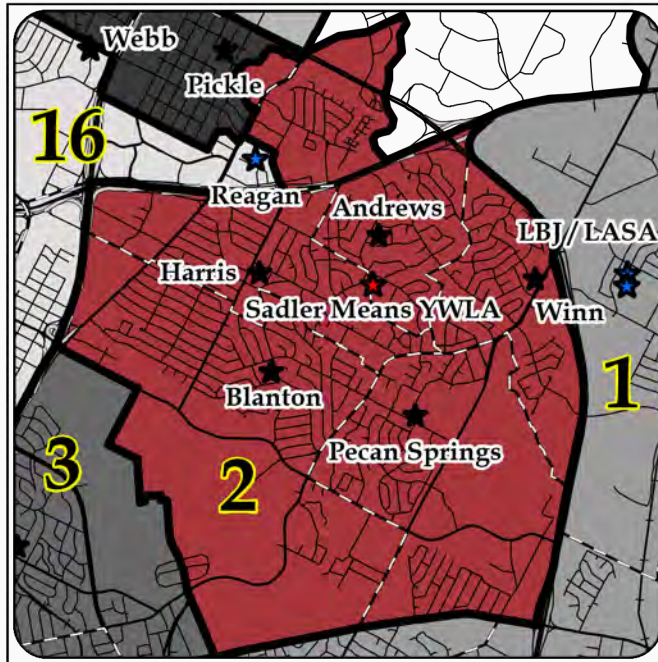 Webb
Pickle
16
Reagan
Andrews
LBJ/LASA
Harris
Sadler Means YWLA
Winn
1
Blanton
3
2
Pecan Springs